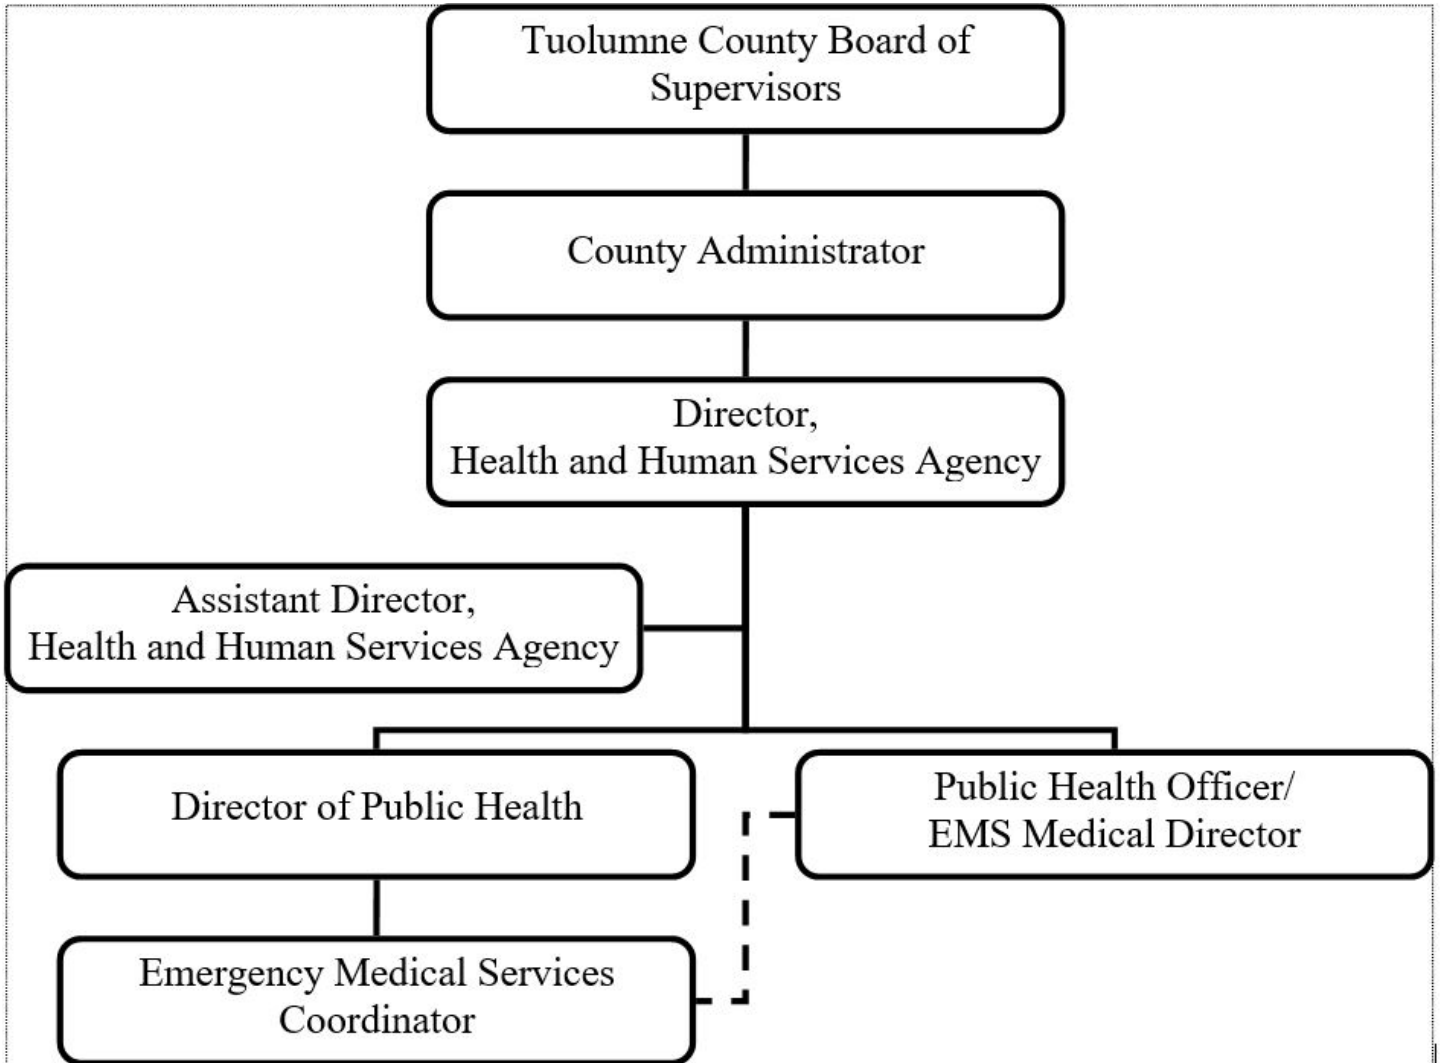 Tuolumne County Board of
Supervisors
County Administrator
Director,
Health and Human Services Agency
Assistant Director,
Health and Human Services Agency
Director of Public Health
Public Health Officer/
EMS Medical Director
Emergency Medical Services
Coordinator